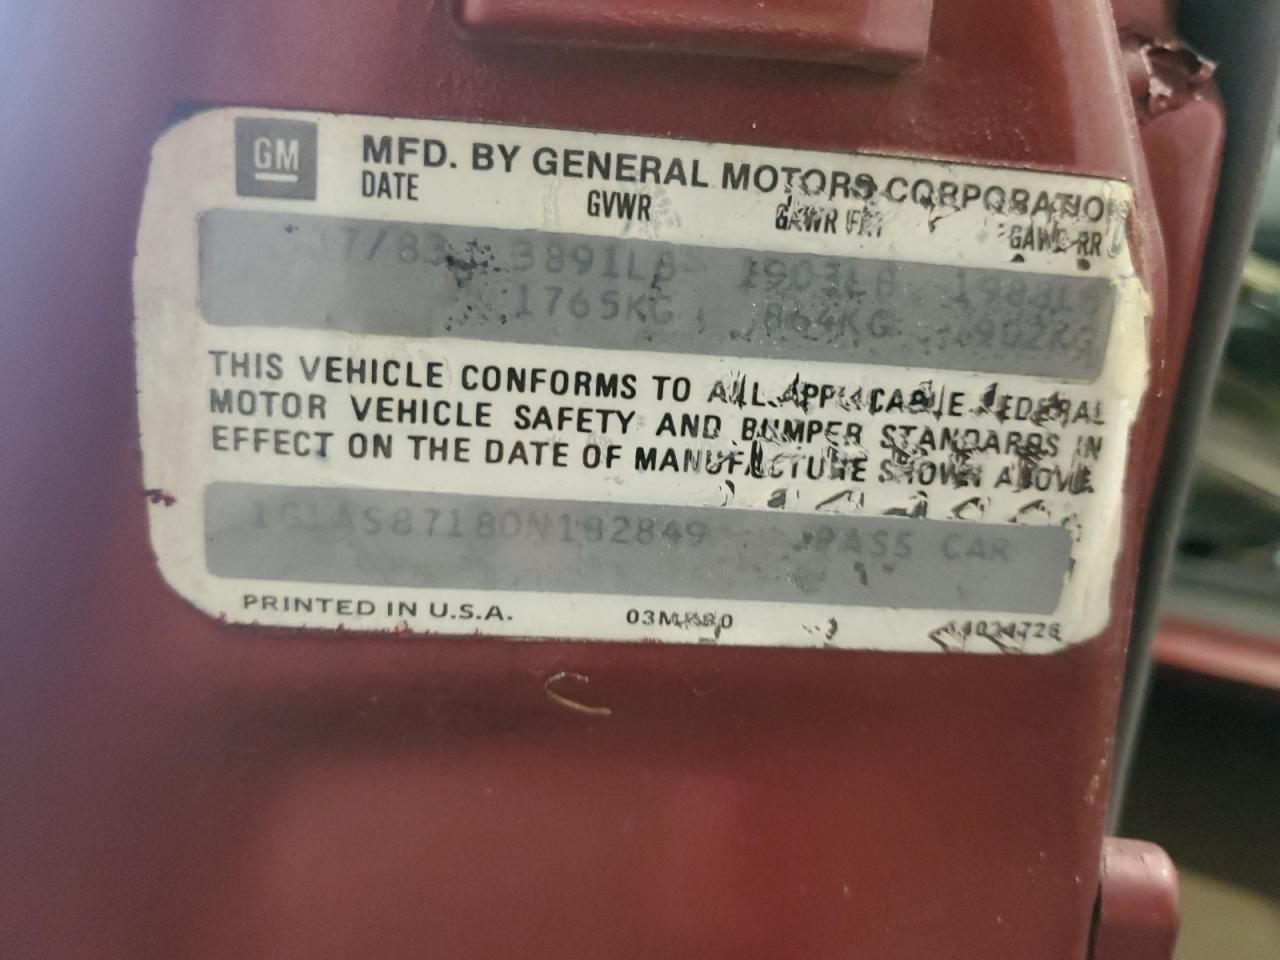 GM
MFD. BY GENERAL MOTORS CORPORATION
DATE GVWR GAWR FRT GAWR RR
3891LB 1903LB
1765KG 864KG 902KG
THIS VEHICLE CONFORMS TO ALL APPLICABLE FEDERAL
MOTOR VEHICLE SAFETY AND BUMPER STANDARDS IN
EFFECT ON THE DATE OF MANUFACTURE SHOWN ABOVE.
PASS CAR
PRINTED IN U.S.A.